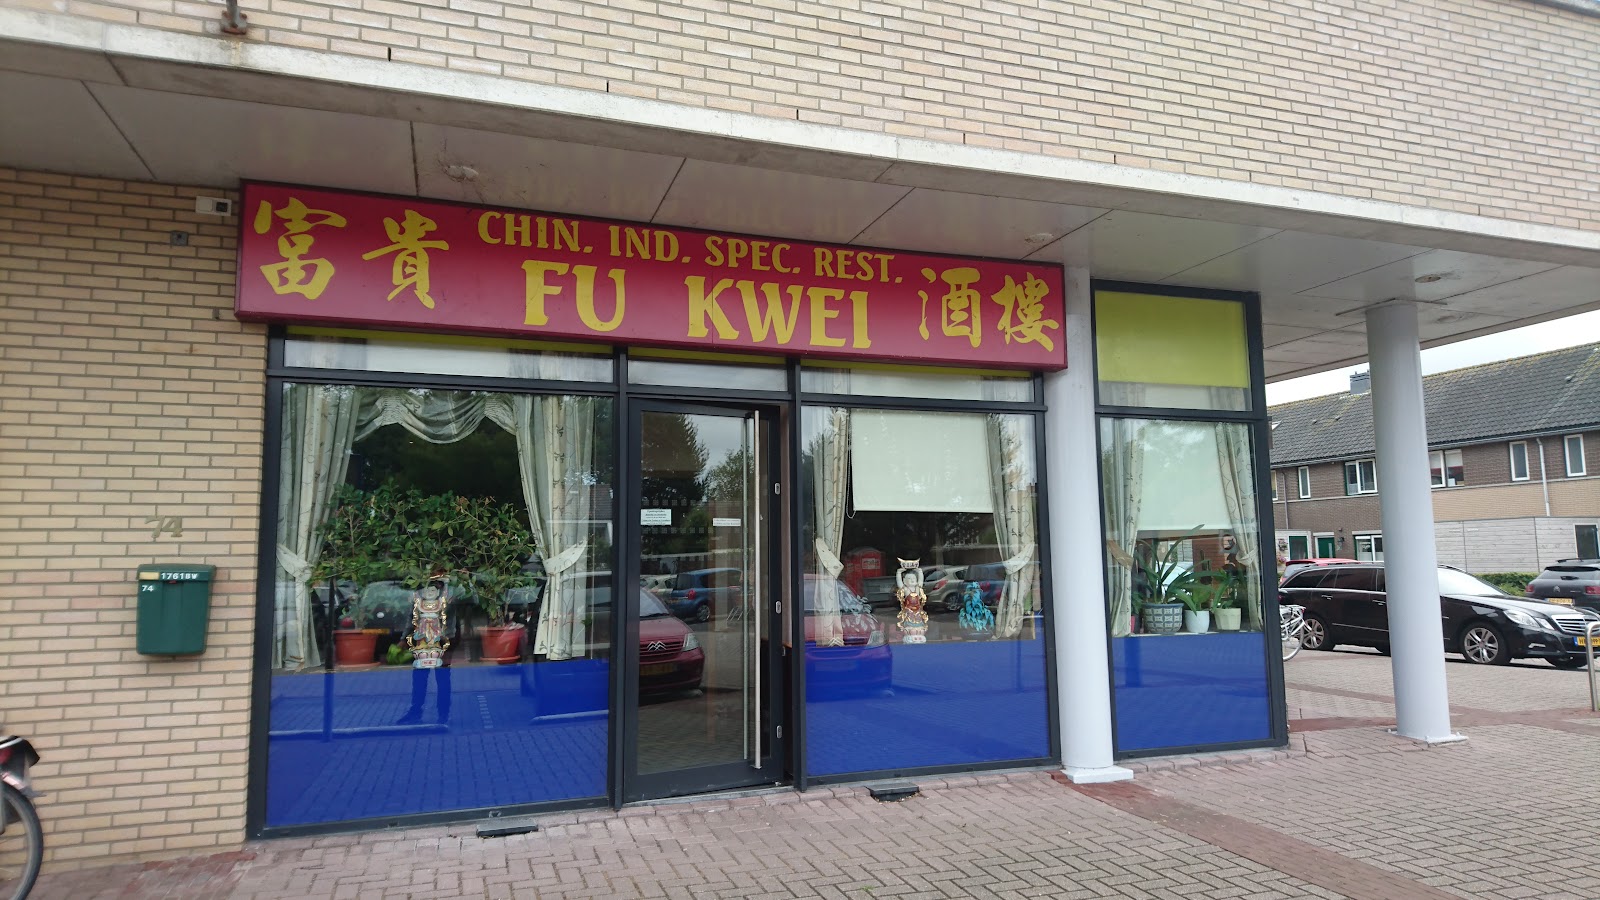 富貴
CHIN. IND. SPEC. REST.
FU KWEI
酒樓
74
1761BW
74